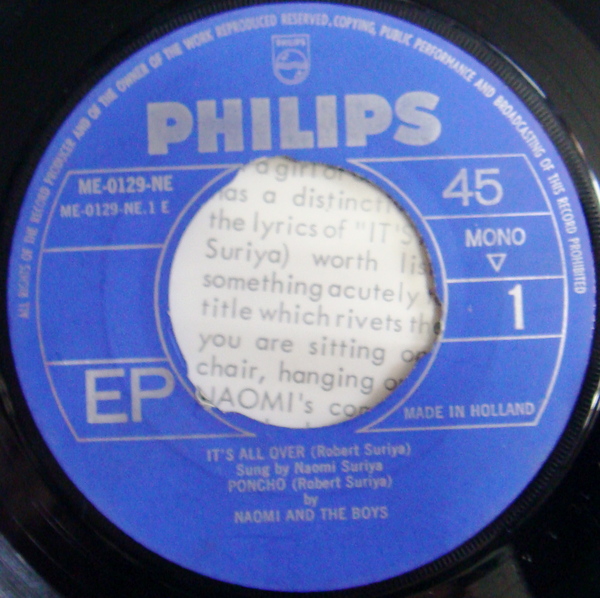 ALL RIGHTS OF THE RECORD PRODUCER AND OF THE OWNER OF THE WORK REPRODUCED RESERVED. COPYING, PUBLIC PERFORMANCE AND BROADCASTING OF THIS RECORD PROHIBITED
PHILIPS
PHILIPS
ME-0129-NE
ME-0129-NE.1 E
45
MONO
1
EP
MADE IN HOLLAND
a girl
has a distinct
the lyrics of "IT'S
Suriya) worth lis
something acutely
title which rivets th
you are sitting
chair, hanging
NAOMI's com
IT'S ALL OVER (Robert Suriya)
Sung by Naomi Suriya
PONCHO (Robert Suriya)
by
NAOMI AND THE BOYS